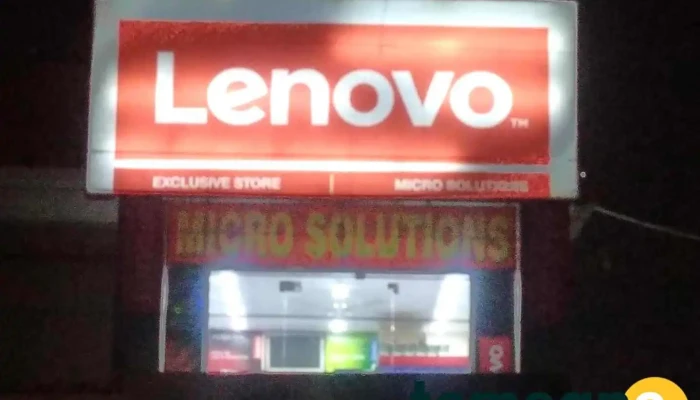 Lenovo
TM
EXCLUSIVE STORE | MICRO SOLUTIONS
MICRO SOLUTIONS